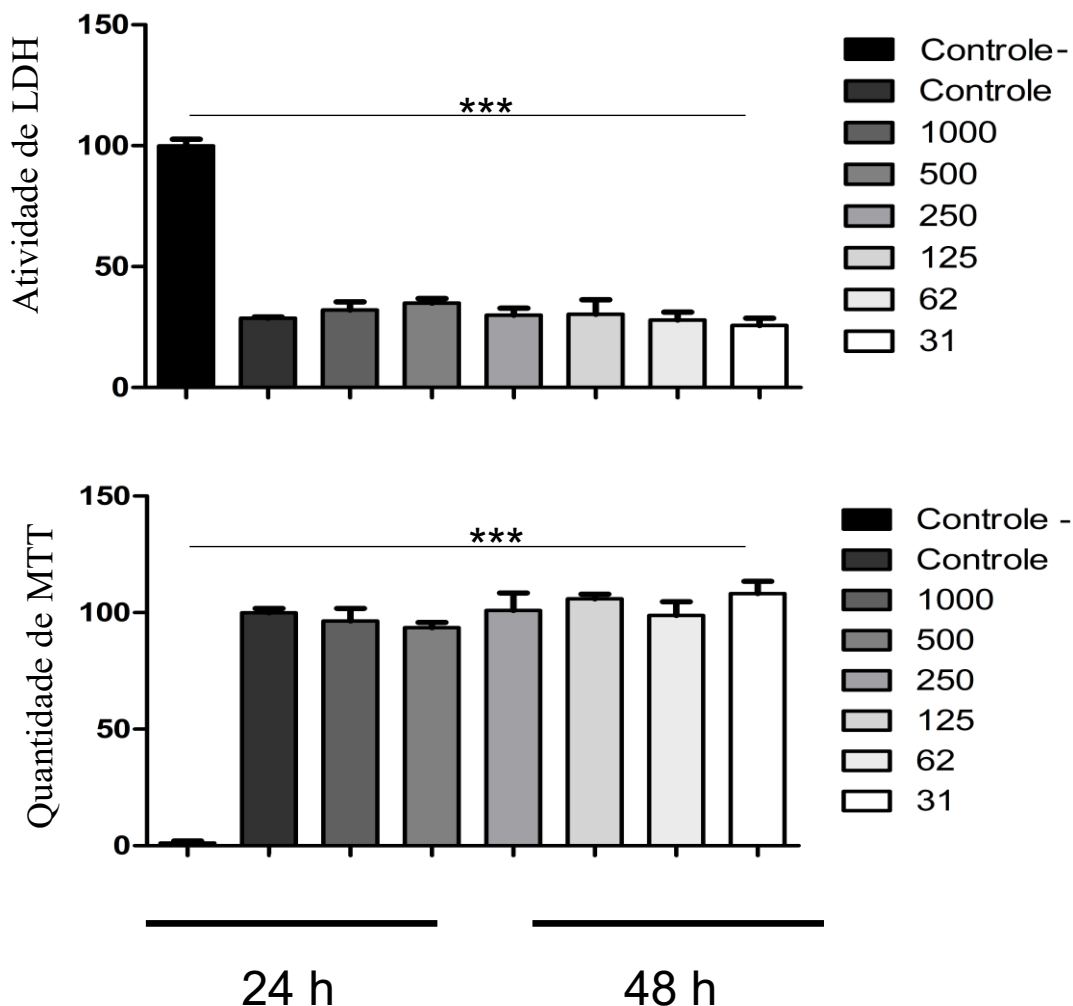 Atividade de LDH
150
100
50
0
***
Controle-
Controle
1000
500
250
125
62
31
Quantidade de MTT
150
100
50
0
***
Controle -
Controle
1000
500
250
125
62
31
24 h
48 h